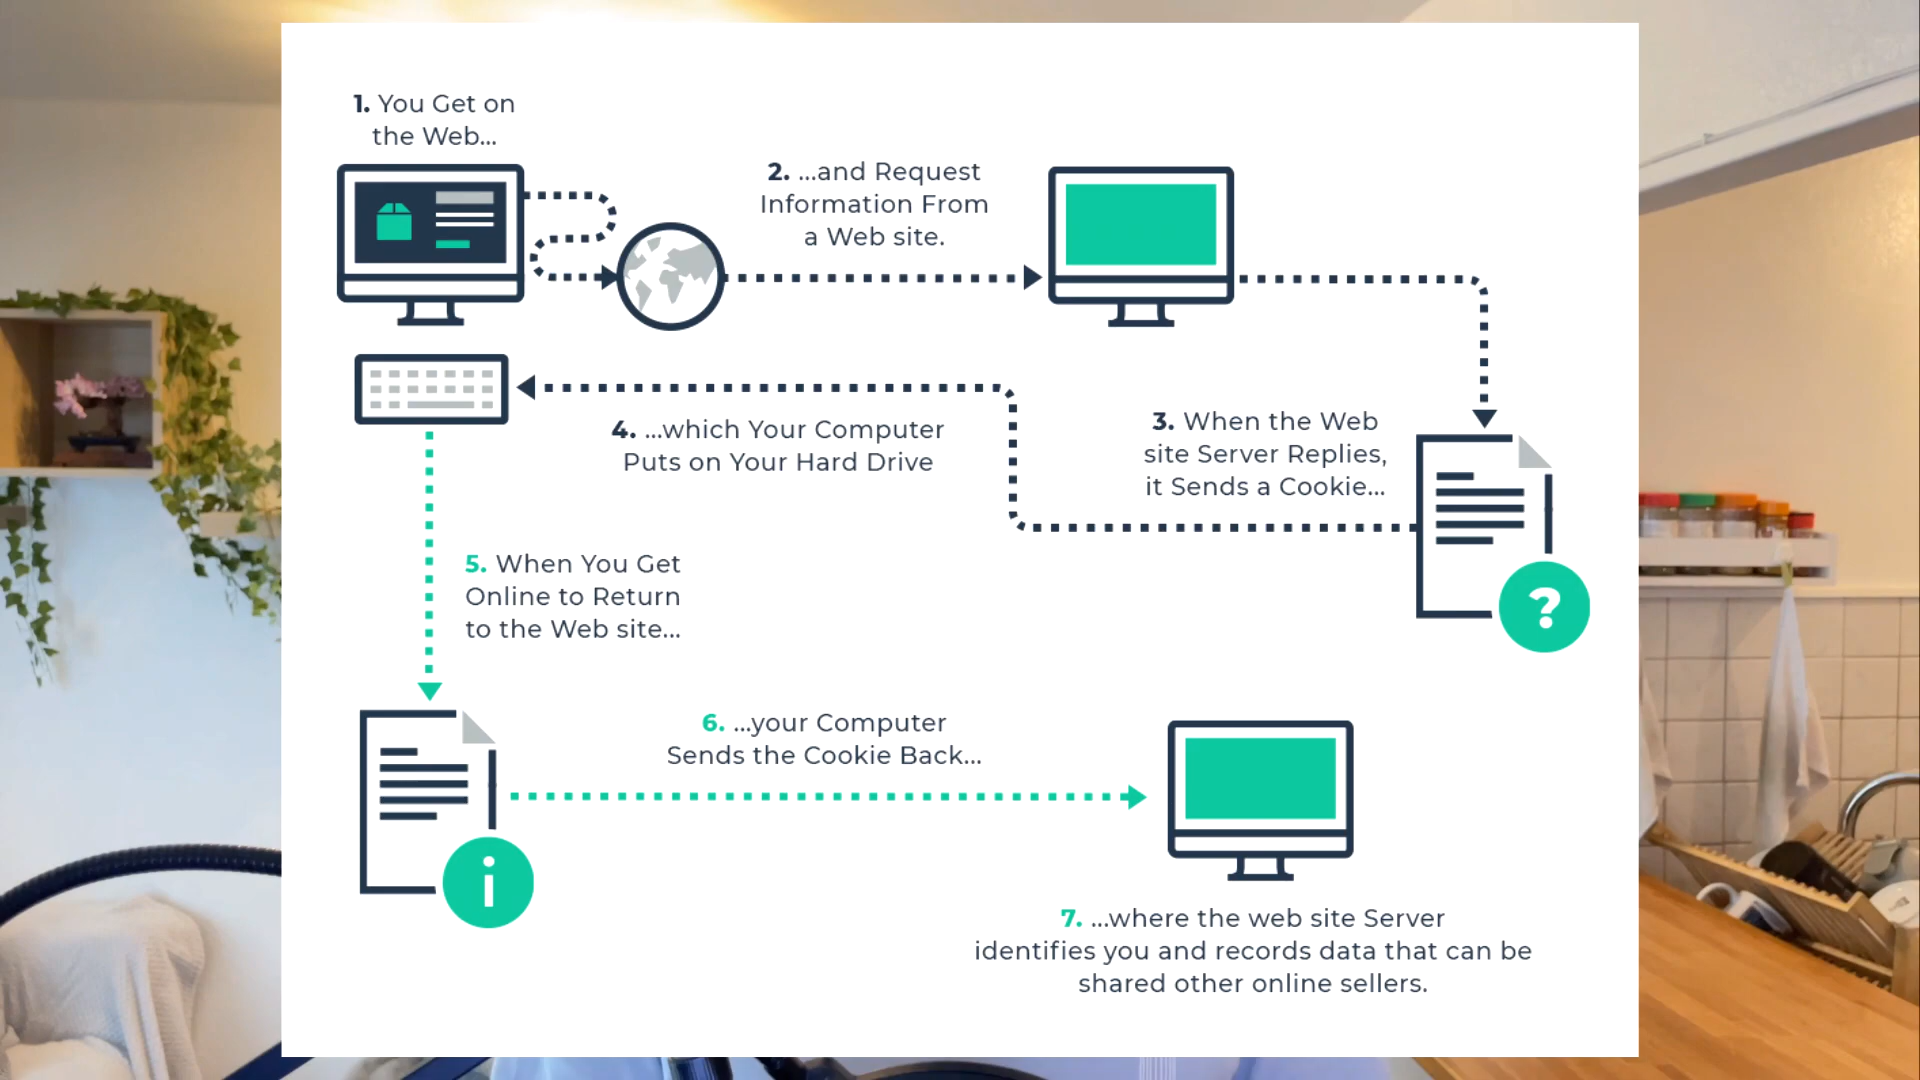 1. You Get on
the Web...
2. ...and Request
Information From
a Web site.
3. When the Web
site Server Replies,
it Sends a Cookie...
4. ...which Your Computer
Puts on Your Hard Drive
5. When You Get
Online to Return
to the Web site...
6. ...your Computer
Sends the Cookie Back...
7. ...where the web site Server
identifies you and records data that can be
shared other online sellers.
?
i